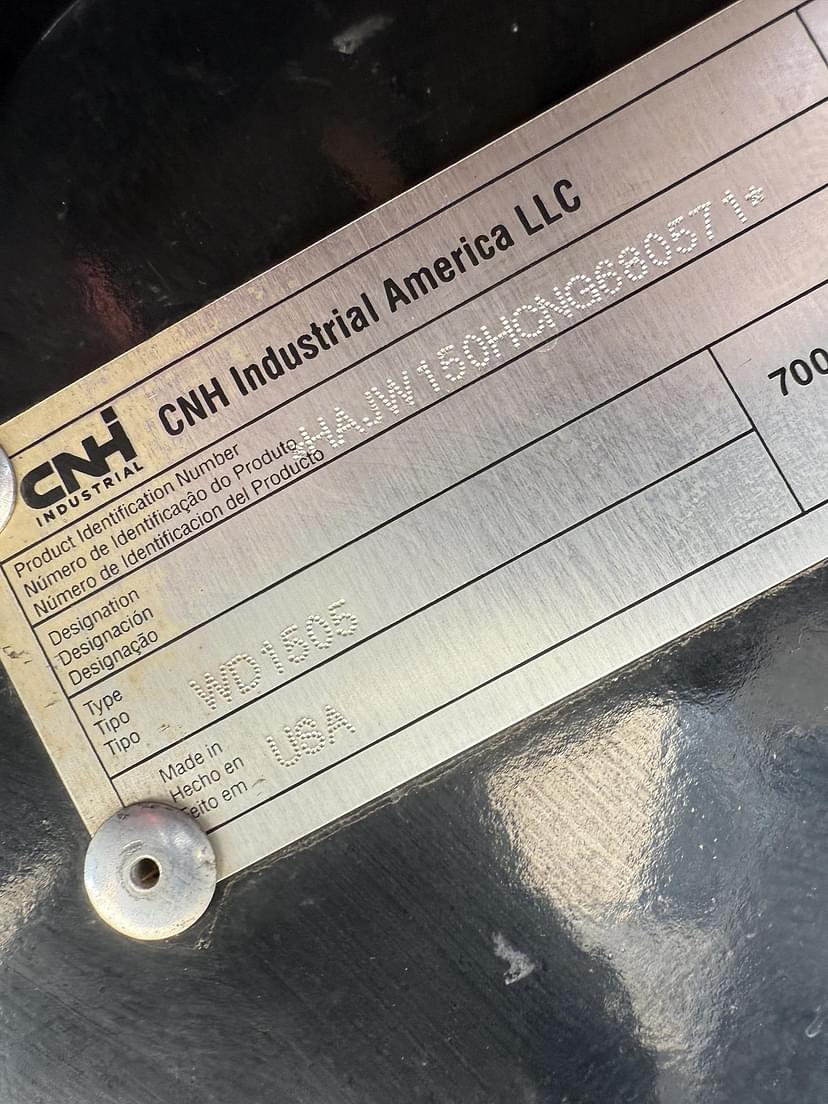 CNH
INDUSTRIAL
CNH Industrial America LLC
Product Identification Number
Número de Identificação do Produto
Número de Identificacion del Producto
*HAJW150HCNG680571*
Designation
Designación
Designação
Type
Tipo
Tipo
WD1505
700
Made in
Hecho en
Feito em
USA